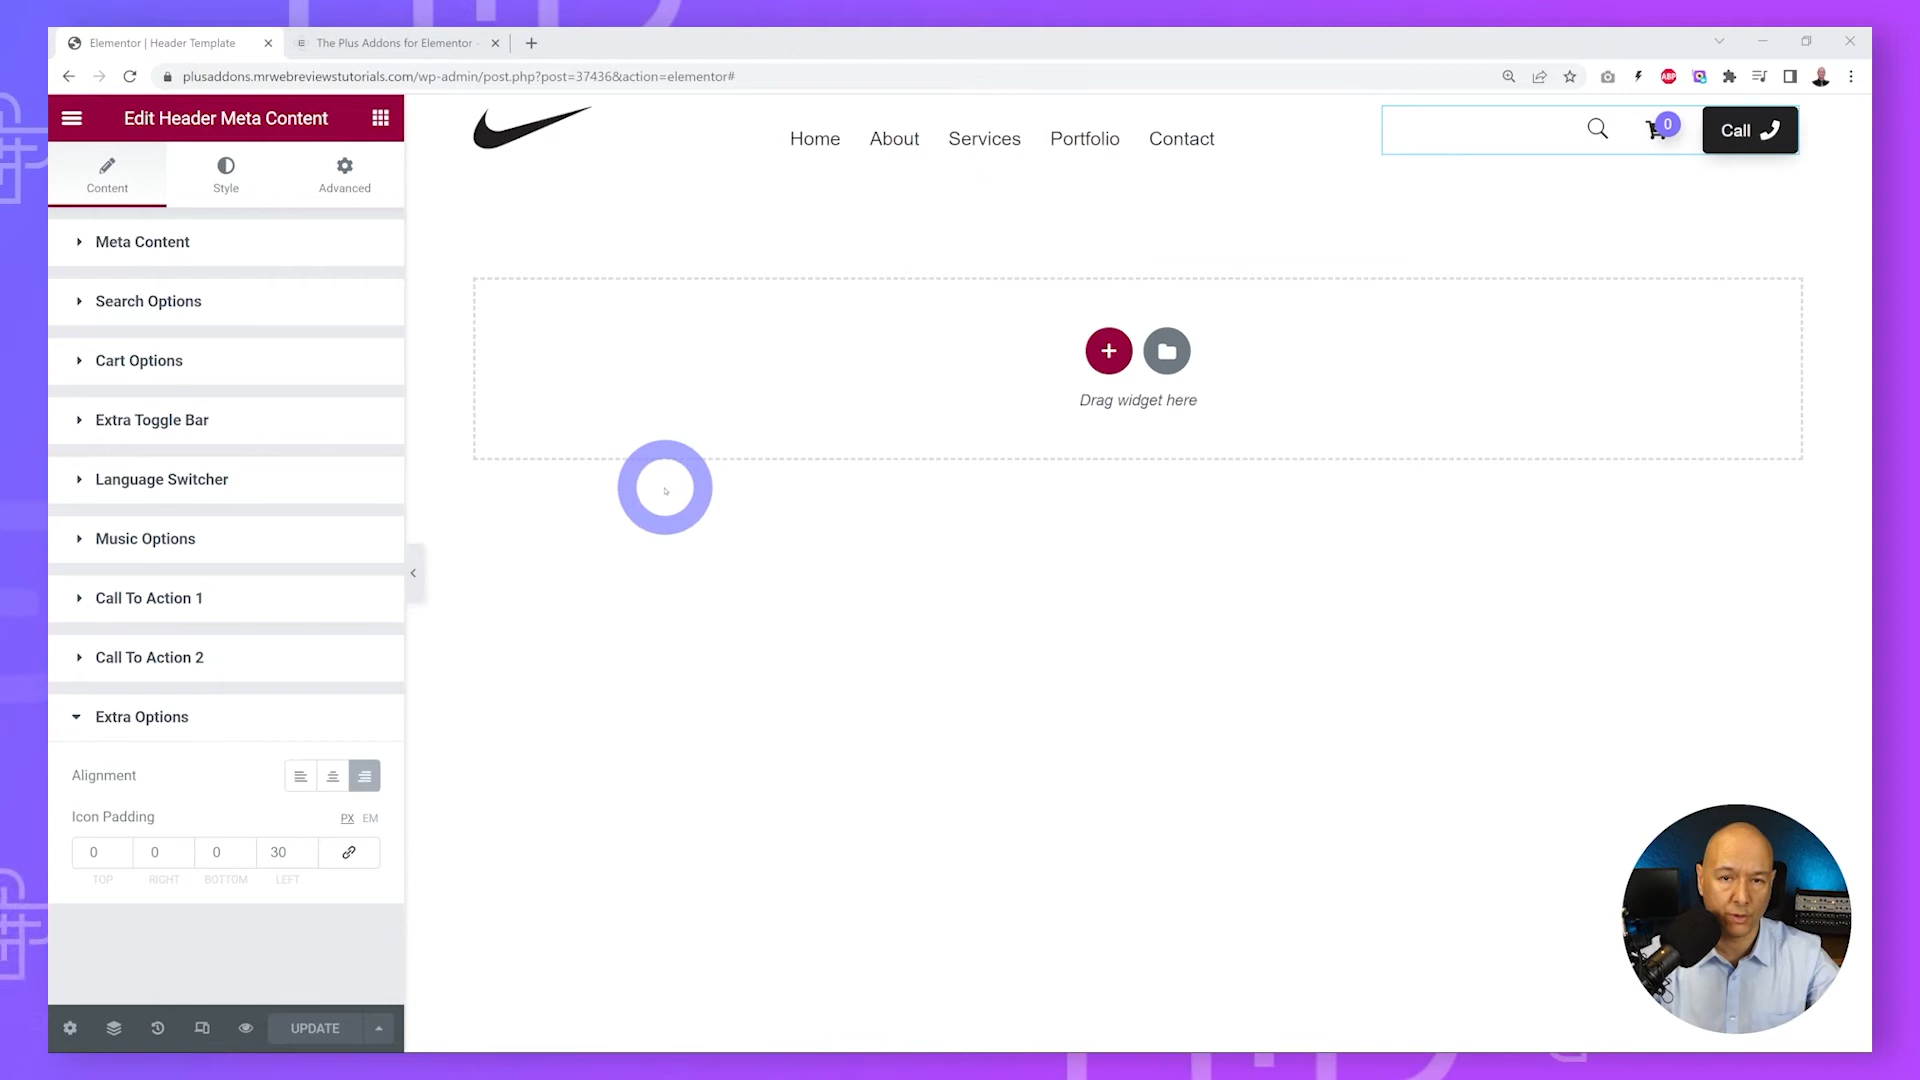 Elementor | Header Template
The Plus Addons for Elementor -
plusaddons.mrwebreviewstutorials.com/wp-admin/post.php?post=37436&action=elementor#
ABP
Edit Header Meta Content
Content
Style
Advanced
Meta Content
Search Options
Cart Options
Extra Toggle Bar
Language Switcher
Music Options
Call To Action 1
Call To Action 2
Extra Options
Alignment
Icon Padding
PX EM
0 0 0 30
TOP RIGHT BOTTOM LEFT
UPDATE
Home About Services Portfolio Contact
0
Call
Drag widget here